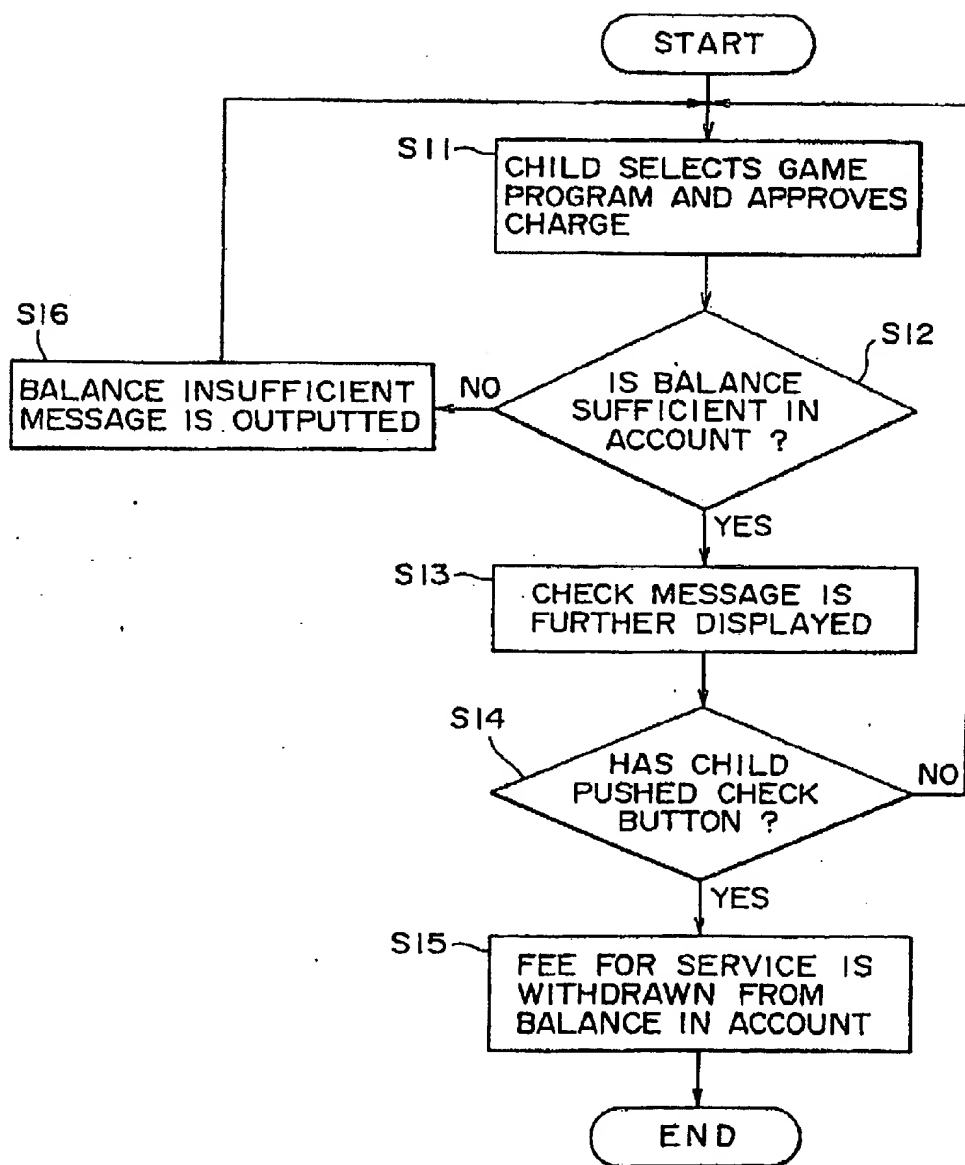 START
S11
CHILD SELECTS GAME
PROGRAM AND APPROVES
CHARGE
S16
BALANCE INSUFFICIENT
MESSAGE IS OUTPUTTED
NO
S12
IS BALANCE
SUFFICIENT IN
ACCOUNT ?
YES
S13
CHECK MESSAGE IS
FURTHER DISPLAYED
S14
HAS CHILD
PUSHED CHECK
BUTTON ?
NO
YES
S15
FEE FOR SERVICE IS
WITHDRAWN FROM
BALANCE IN ACCOUNT
END